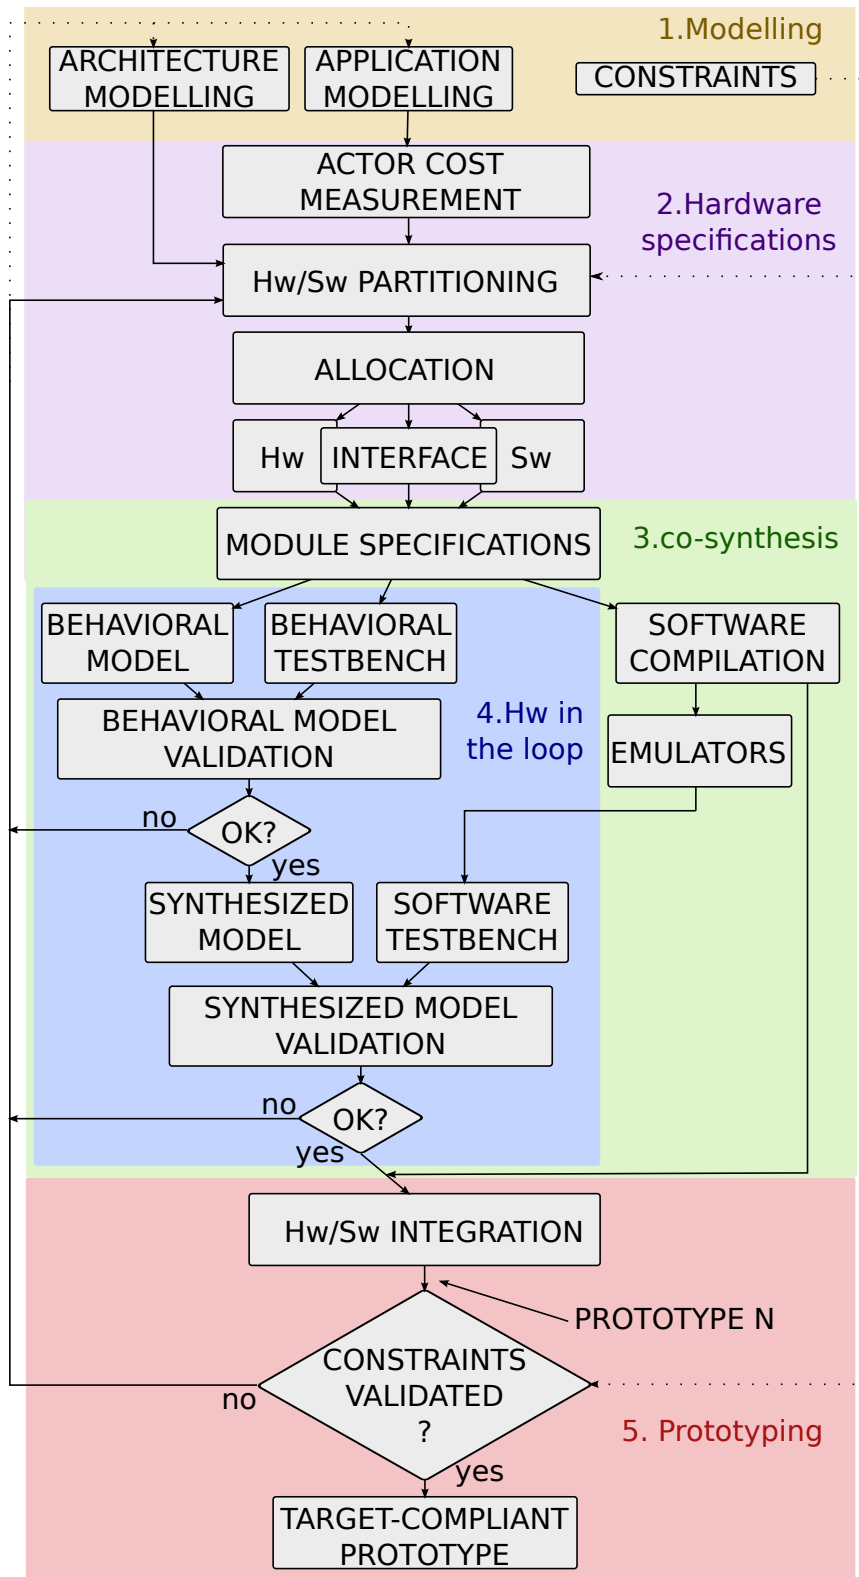 1.Modelling
ARCHITECTURE
MODELLING
APPLICATION
MODELLING
CONSTRAINTS
ACTOR COST
MEASUREMENT
2.Hardware
specifications
Hw/Sw PARTITIONING
ALLOCATION
Hw
INTERFACE
Sw
MODULE SPECIFICATIONS
3.co-synthesis
BEHAVIORAL
MODEL
BEHAVIORAL
TESTBENCH
SOFTWARE
COMPILATION
BEHAVIORAL MODEL
VALIDATION
4.Hw in
the loop
EMULATORS
no
OK?
yes
SYNTHESIZED
MODEL
SOFTWARE
TESTBENCH
SYNTHESIZED MODEL
VALIDATION
no
OK?
yes
Hw/Sw INTEGRATION
PROTOTYPE N
CONSTRAINTS
VALIDATED
?
no
5. Prototyping
yes
TARGET-COMPLIANT
PROTOTYPE